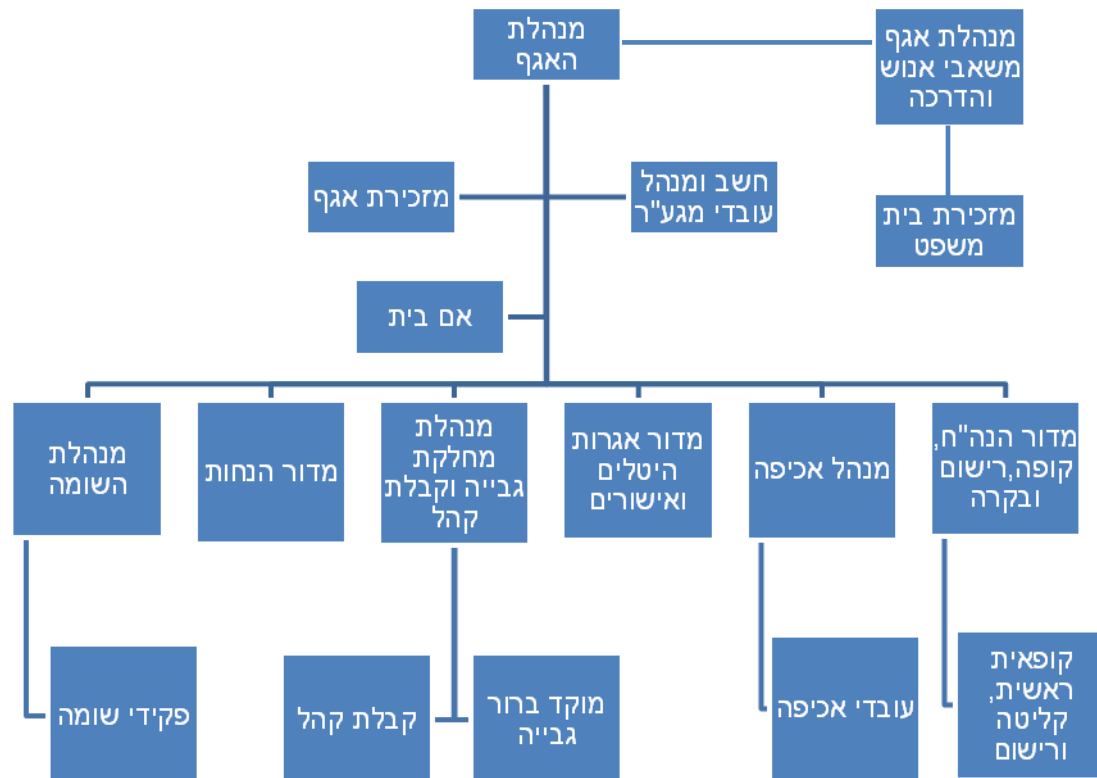 מנהלת
האגף
מנהלת אגף
משאבי אנוש
והדרכה
חשב ומנהל
עובדי מגע"ר
מזכירת אגף
מזכירת בית
משפט
אם בית
מדור הנה"ח,
קופה,רישום
ובקרה
מנהל אכיפה
מדור אגרות
היטלים
ואישורים
מנהלת
מחלקת
גבייה וקבלת
קהל
מדור הנחות
מנהלת
השומה
קופאית
ראשית,
קליטה
ורישום
עובדי אכיפה
מוקד ברור
גבייה
קבלת קהל
פקידי שומה